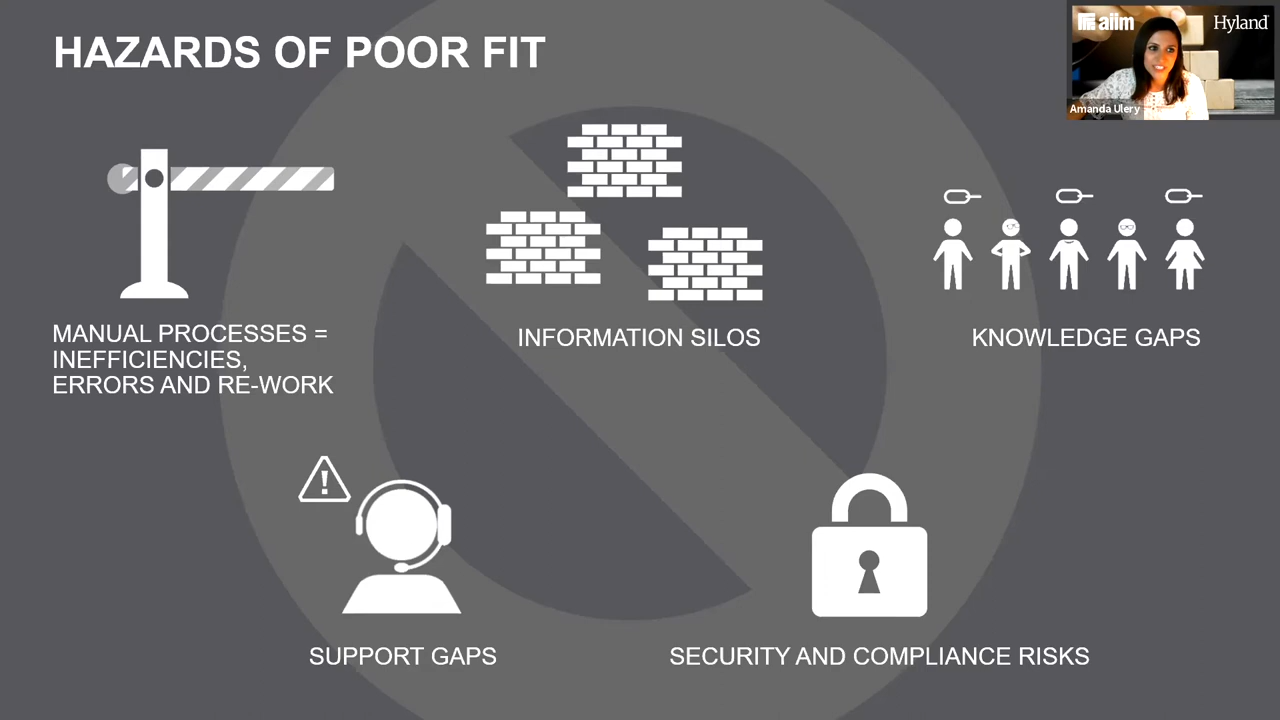 HAZARDS OF POOR FIT
aiim
Hyland
Amanda Ulery
MANUAL PROCESSES =
INEFFICIENCIES,
ERRORS AND RE-WORK
INFORMATION SILOS
KNOWLEDGE GAPS
!
SUPPORT GAPS
SECURITY AND COMPLIANCE RISKS